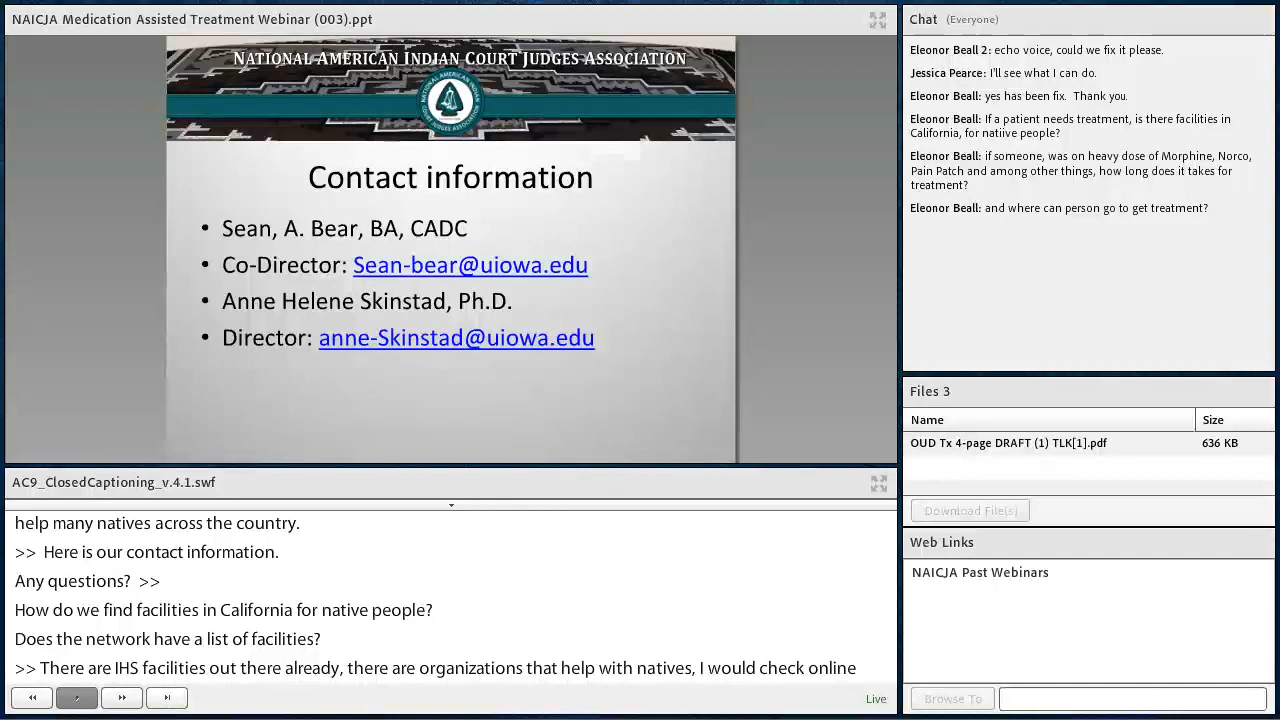 NAICJA Medication Assisted Treatment Webinar (003).ppt
NATIONAL AMERICAN INDIAN COURT JUDGES ASSOCIATION
Contact information
• Sean, A. Bear, BA, CADC
• Co-Director: Sean-bear@uiowa.edu
• Anne Helene Skinstad, Ph.D.
• Director: anne-Skinstad@uiowa.edu
AC9_ClosedCaptioning_v.4.1.swf
help many natives across the country.
>> Here is our contact information.
Any questions? >>
How do we find facilities in California for native people?
Does the network have a list of facilities?
>> There are IHS facilities out there already, there are organizations that help with natives, I would check online
Live
Chat (Everyone)
Eleonor Beall 2: echo voice, could we fix it please.
Jessica Pearce: I'll see what I can do.
Eleonor Beall: yes has been fix. Thank you.
Eleonor Beall: If a patient needs treatment, is there facilities in
California, for natiive people?
Eleonor Beall: if someone, was on heavy dose of Morphine, Norco,
Pain Patch and among other things, how long does it takes for
treatment?
Eleonor Beall: and where can person go to get treatment?
Files 3
Name Size
OUD Tx 4-page DRAFT (1) TLK[1].pdf 636 KB
Download File(s)
Web Links
NAICJA Past Webinars
Browse To